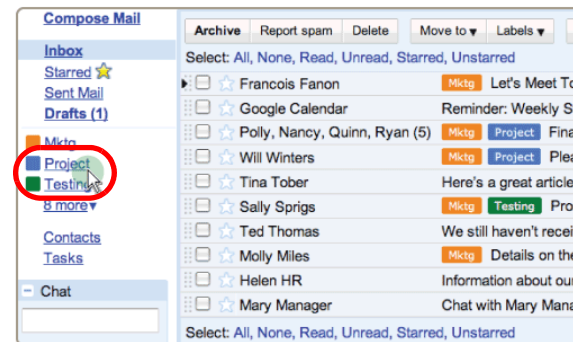 Compose Mail
Inbox
Starred
Sent Mail
Drafts (1)
Mktg
Project
Testing
8 more ▾
Contacts
Tasks
− Chat
Archive Report spam Delete Move to ▾ Labels ▾
Select: All, None, Read, Unread, Starred, Unstarred
Francois Fanon Mktg Let's Meet To
Google Calendar Reminder: Weekly S
Polly, Nancy, Quinn, Ryan (5) Mktg Project Fina
Will Winters Mktg Project Plea
Tina Tober Here's a great article
Sally Sprigs Mktg Testing Pro
Ted Thomas We still haven't recei
Molly Miles Mktg Details on the
Helen HR Information about ou
Mary Manager Chat with Mary Mana
Select: All, None, Read, Unread, Starred, Unstarred